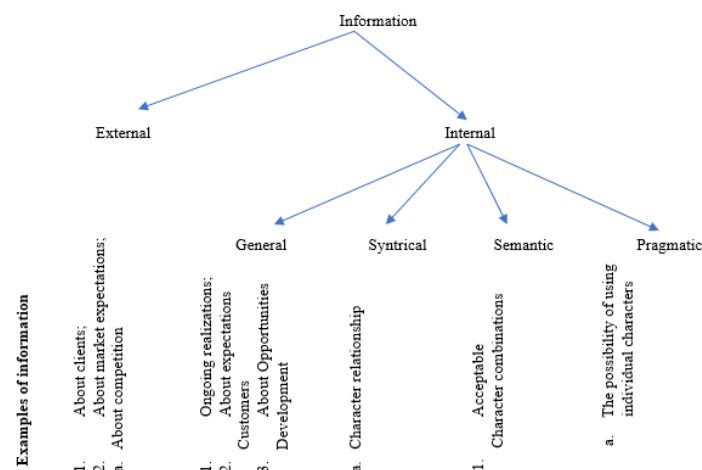 Information
External
Internal
General
Syntrical
Semantic
Pragmatic
Examples of information
1. About clients;
2. About market expectations;
a. About competition
1. Ongoing realizations;
2. About expectations
Customers
3. About Opportunities
Development
a. Character relationship
1. Acceptable
Character combinations
a. The possibility of using
individual characters